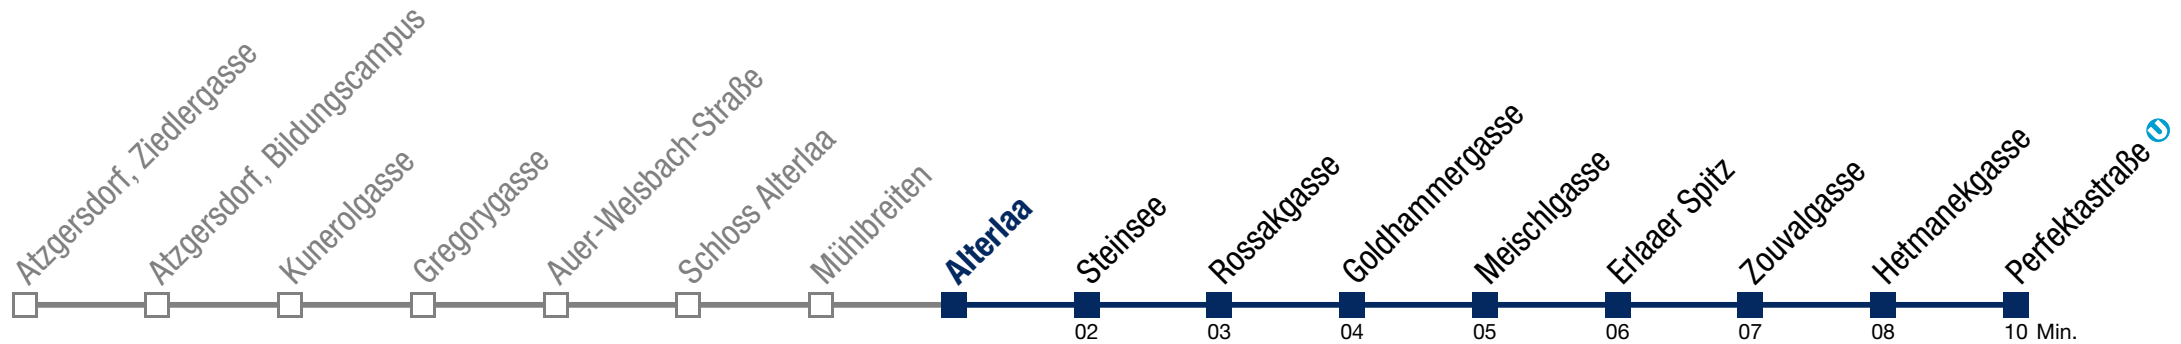 Atzgersdorf, Ziedlergasse
Atzgersdorf, Bildungscampus
Kunerolgasse
Gregorygasse
Auer-Welsbach-Straße
Schloss Alterlaa
Mühlbreiten
Alterlaa
Steinsee
Rossakgasse
Goldhammergasse
Meischlgasse
Erlaaer Spitz
Zouvalgasse
Hetmanekgasse
Perfektastraße U
02 03 04 05 06 07 08 10 Min.